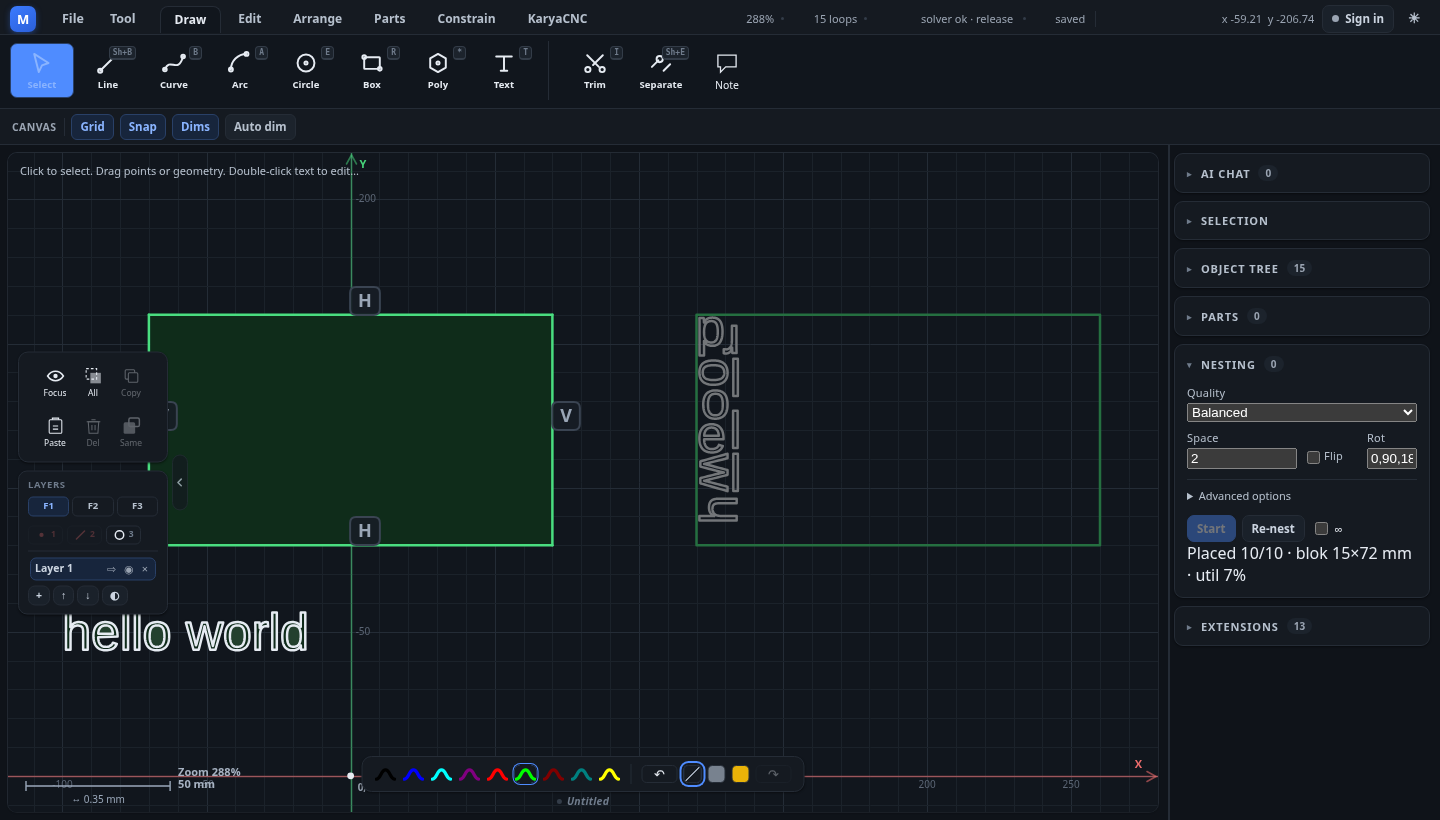 M File Tool Draw Edit Arrange Parts Constrain KaryaCNC 288% 15 loops solver ok · release saved x -59.21 y -206.74 Sign in
Sh+B B A E R * T I Sh+E
Select Line Curve Arc Circle Box Poly Text Trim Separate Note
CANVAS Grid Snap Dims Auto dim
Click to select. Drag points or geometry. Double-click text to edit...
Y
-200
H
V
H
Focus All Copy
Paste Del Same
LAYERS
F1 F2 F3
1 2 3
Layer 1 ⇨ ◉ ×
+ ↑ ↓ ◐
hello world
-50
hello world
Zoom 288%
50 mm
↔ 0.35 mm
Untitled
200 250
X
AI CHAT 0
SELECTION
OBJECT TREE 15
PARTS 0
NESTING 0
Quality
Balanced
Space Rot
2 Flip 0,90,18
Advanced options
Start Re-nest ∞
Placed 10/10 · blok 15×72 mm
· util 7%
EXTENSIONS 13